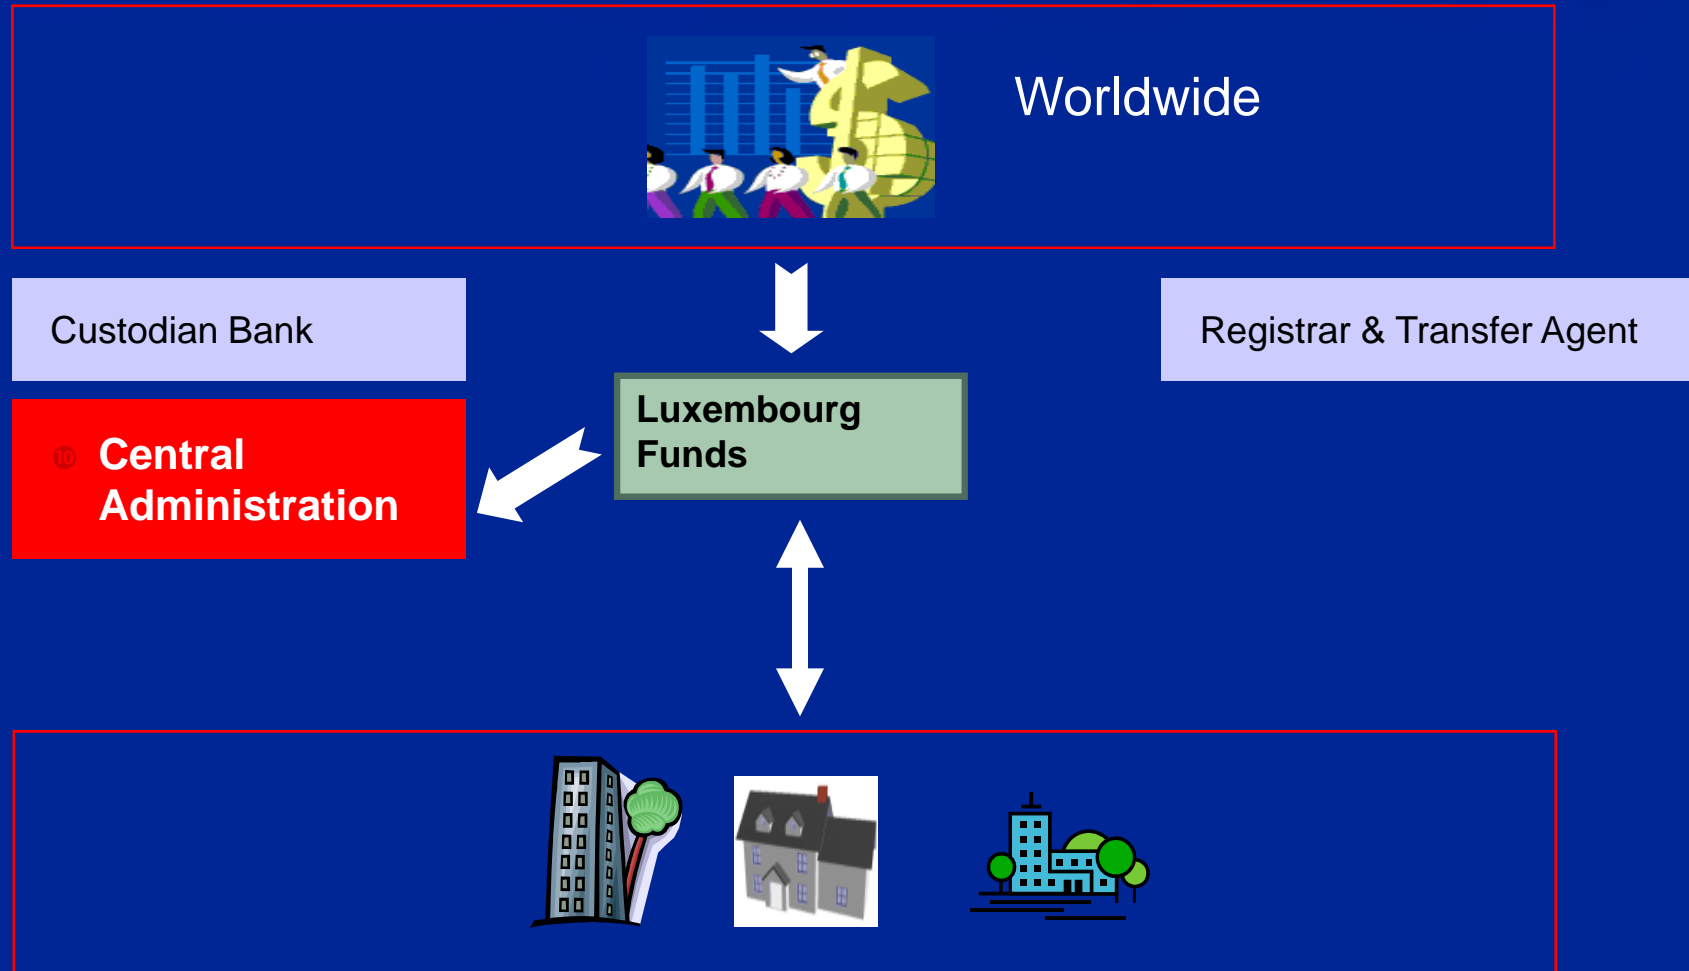 Worldwide
Custodian Bank
Registrar & Transfer Agent
Luxembourg
Funds
❿ Central
Administration